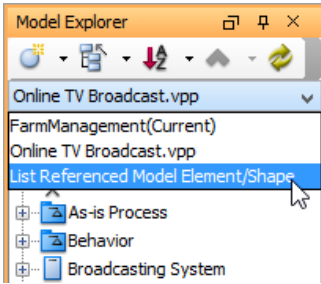 Model Explorer
Online TV Broadcast.vpp
FarmManagement(Current)
Online TV Broadcast.vpp
List Referenced Model Element/Shape
As-is Process
Behavior
Broadcasting System